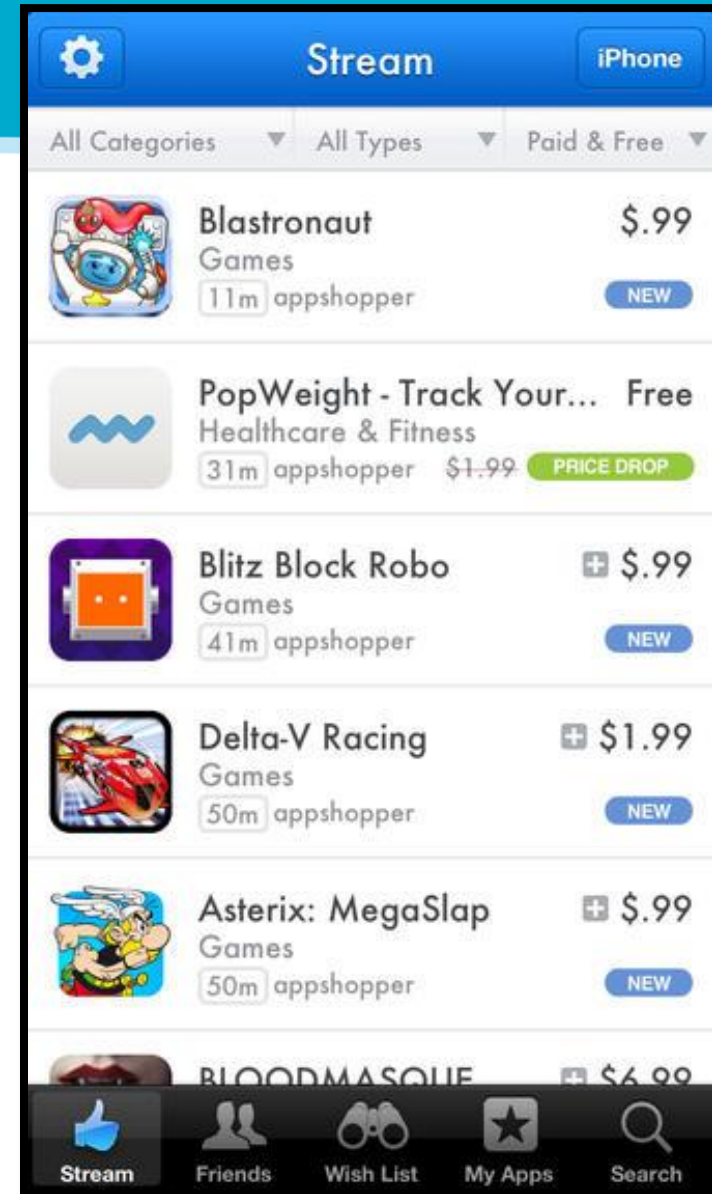 Stream
iPhone
All Categories
All Types
Paid & Free
Blastronaut
$.99
Games
11m appshopper
NEW
PopWeight - Track Your...
Free
Healthcare & Fitness
31m appshopper
$1.99
PRICE DROP
Blitz Block Robo
$.99
Games
41m appshopper
NEW
Delta-V Racing
$1.99
Games
50m appshopper
NEW
Asterix: MegaSlap
$.99
Games
50m appshopper
NEW
BLOODMASQUE
$6.99
Stream
Friends
Wish List
My Apps
Search